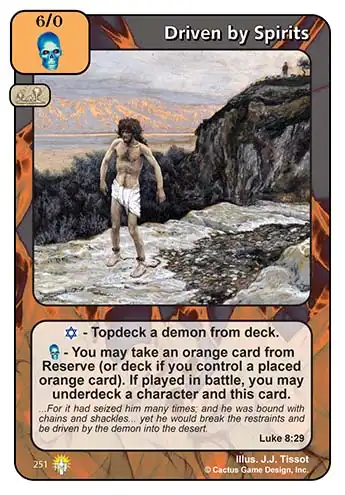 6/0
Driven by Spirits
- Topdeck a demon from deck.
- You may take an orange card from
Reserve (or deck if you control a placed
orange card). If played in battle, you may
underdeck a character and this card.
...For it had seized him many times; and he was bound with
chains and shackles... yet he would break the restraints and
be driven by the demon into the desert.
Luke 8:29
251
illus. J.J. Tissot
© Cactus Game Design, Inc.